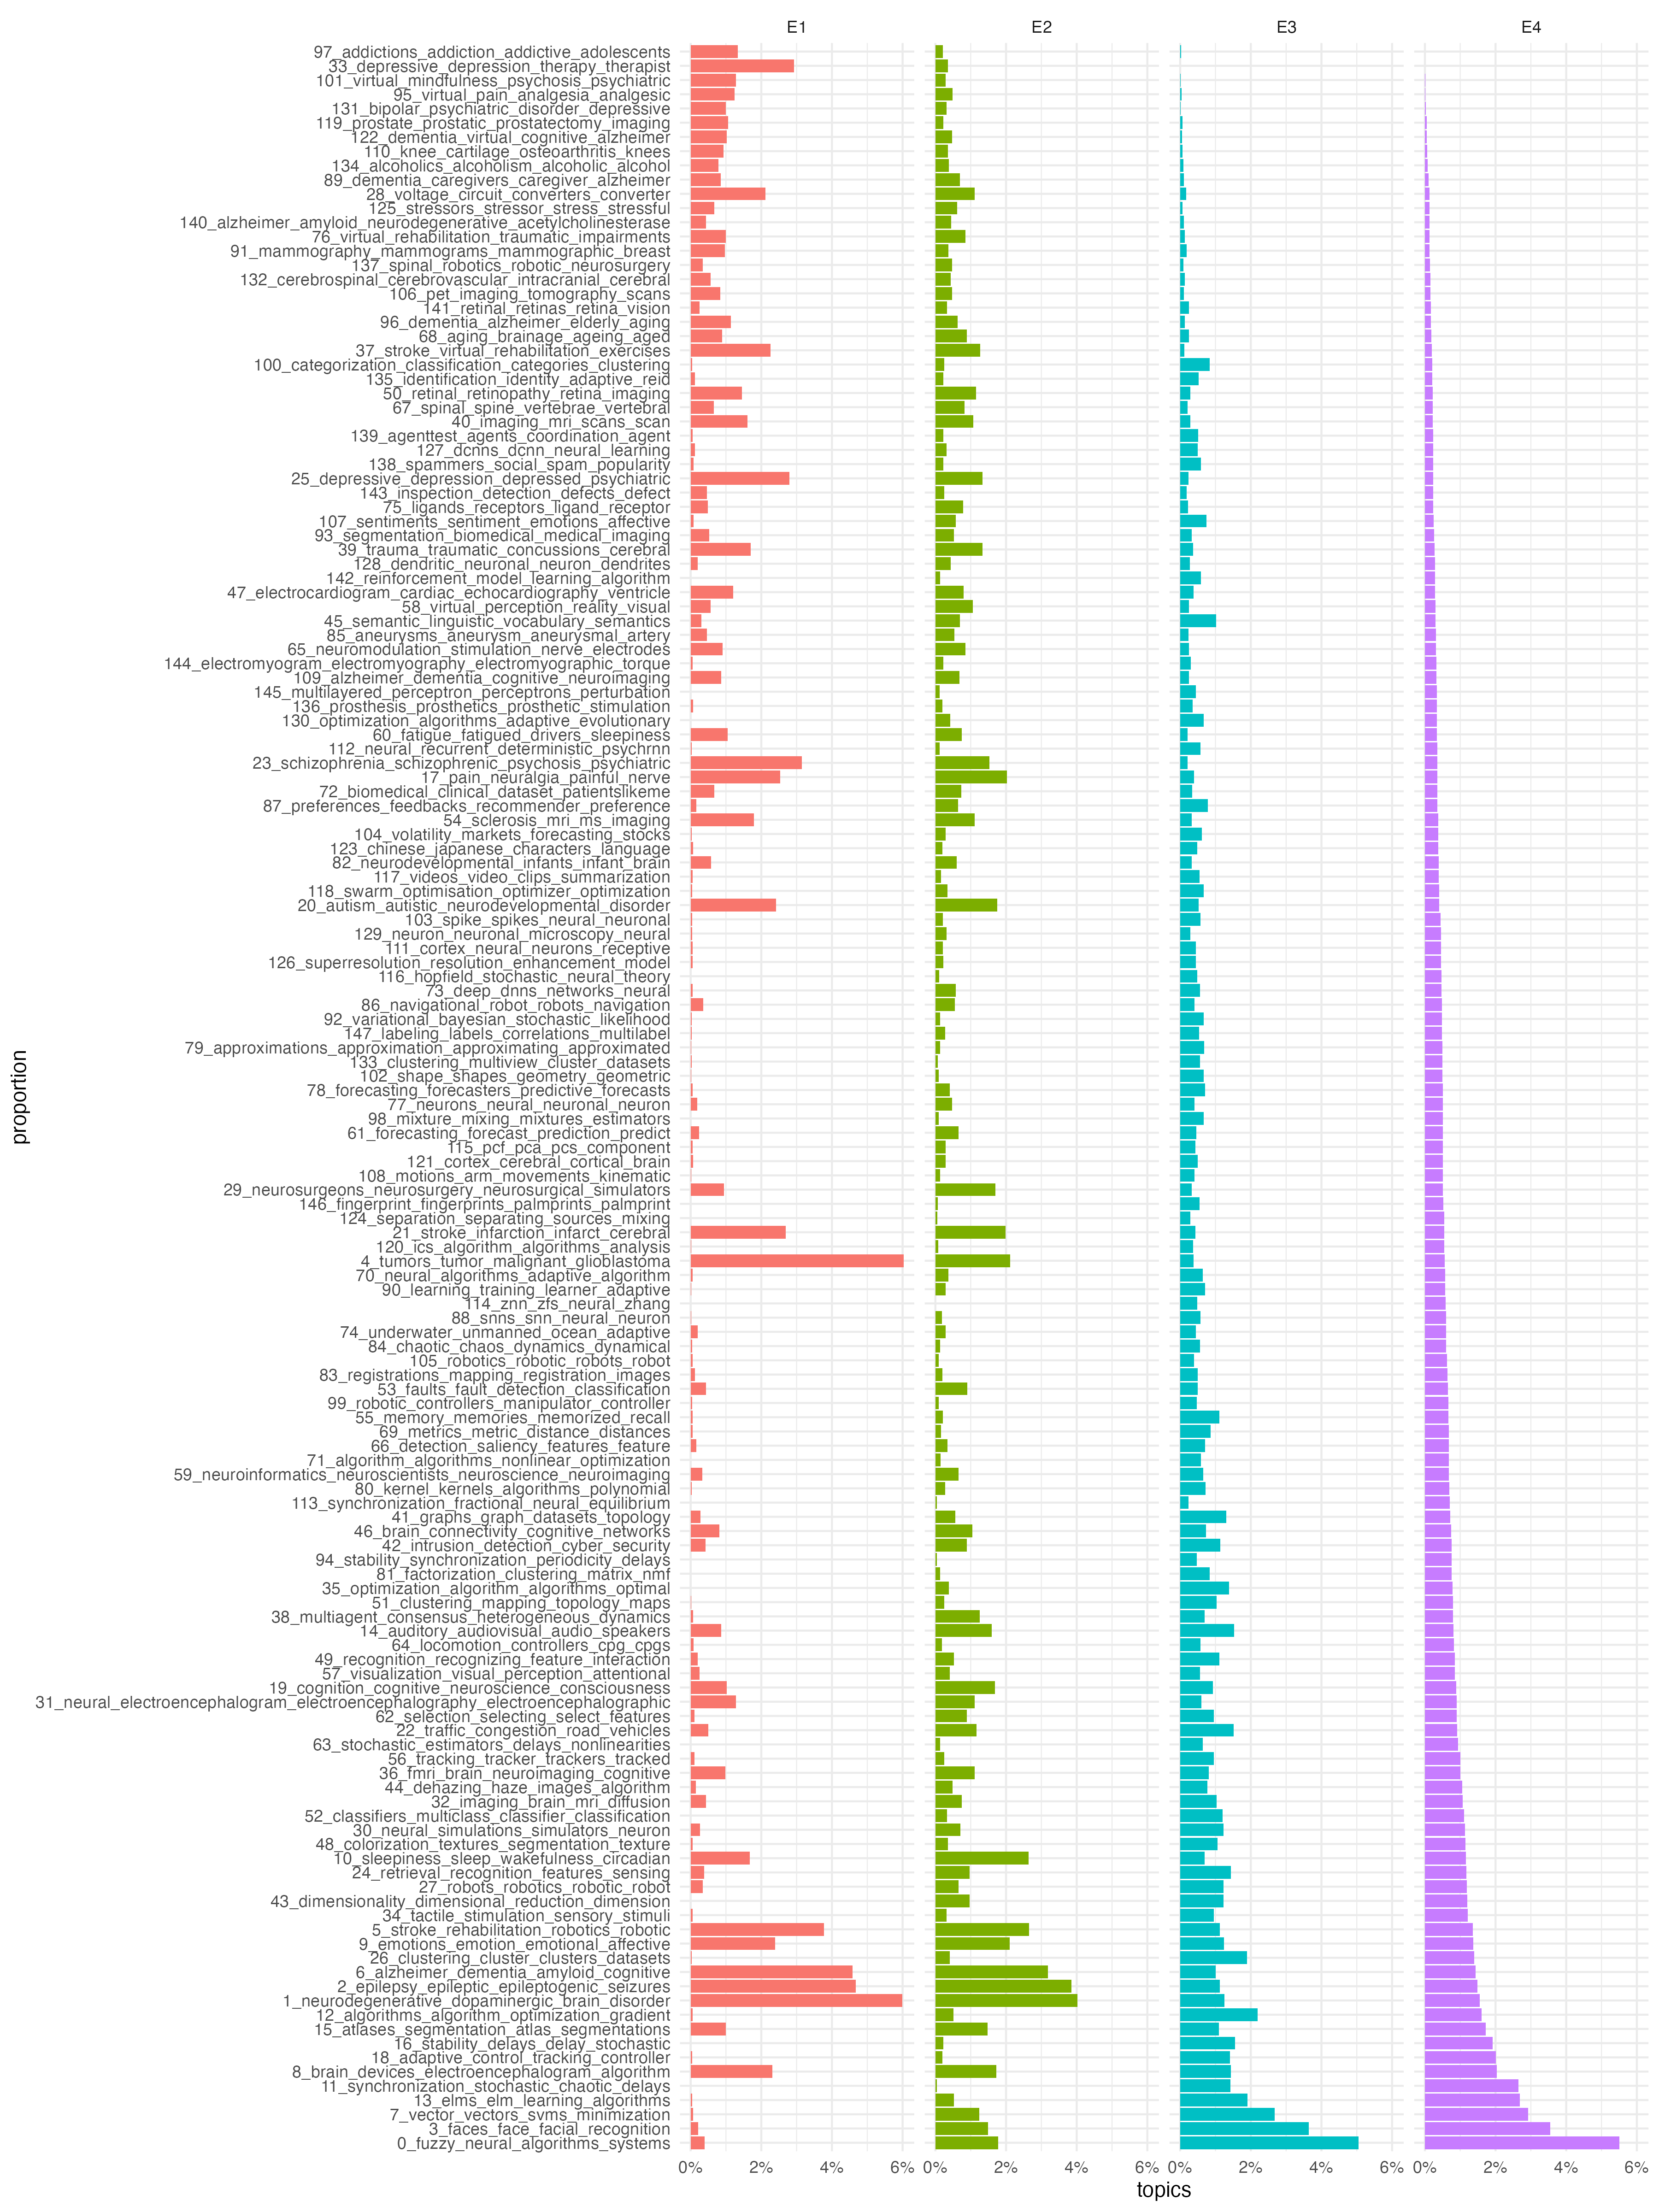 E1 E2 E3 E4
97_addictions_addiction_addictive_adolescents
33_depressive_depression_therapy_therapist
101_virtual_mindfulness_psychosis_psychiatric
95_virtual_pain_analgesia_analgesic
131_bipolar_psychiatric_disorder_depressive
119_prostate_prostatic_prostatectomy_imaging
122_dementia_virtual_cognitive_alzheimer
110_knee_cartilage_osteoarthritis_knees
134_alcoholics_alcoholism_alcoholic_alcohol
89_dementia_caregivers_caregiver_alzheimer
28_voltage_circuit_converters_converter
125_stressors_stressor_stress_stressful
140_alzheimer_amyloid_neurodegenerative_acetylcholinesterase
76_virtual_rehabilitation_traumatic_impairments
91_mammography_mammograms_mammographic_breast
137_spinal_robotics_robotic_neurosurgery
132_cerebrospinal_cerebrovascular_intracranial_cerebral
106_pet_imaging_tomography_scans
141_retinal_retinas_retina_vision
96_dementia_alzheimer_elderly_aging
68_aging_brainage_ageing_aged
37_stroke_virtual_rehabilitation_exercises
100_categorization_classification_categories_clustering
135_identification_identity_adaptive_reid
50_retinal_retinopathy_retina_imaging
67_spinal_spine_vertebrae_vertebral
40_imaging_mri_scans_scan
139_agenttest_agents_coordination_agent
127_dcnns_dcnn_neural_learning
138_spammers_social_spam_popularity
25_depressive_depression_depressed_psychiatric
143_inspection_detection_defects_defect
75_ligands_receptors_ligand_receptor
107_sentiments_sentiment_emotions_affective
93_segmentation_biomedical_medical_imaging
39_trauma_traumatic_concussions_cerebral
128_dendritic_neuronal_neuron_dendrites
142_reinforcement_model_learning_algorithm
47_electrocardiogram_cardiac_echocardiography_ventricle
58_virtual_perception_reality_visual
45_semantic_linguistic_vocabulary_semantics
85_aneurysms_aneurysm_aneurysmal_artery
65_neuromodulation_stimulation_nerve_electrodes
144_electromyogram_electromyography_electromyographic_torque
109_alzheimer_dementia_cognitive_neuroimaging
145_multilayered_perceptron_perceptrons_perturbation
136_prosthesis_prosthetics_prosthetic_stimulation
130_optimization_algorithms_adaptive_evolutionary
60_fatigue_fatigued_drivers_sleepiness
112_neural_recurrent_deterministic_psychrnn
23_schizophrenia_schizophrenic_psychosis_psychiatric
17_pain_neuralgia_painful_nerve
72_biomedical_clinical_dataset_patientslikeme
87_preferences_feedbacks_recommender_preference
54_sclerosis_mri_ms_imaging
104_volatility_markets_forecasting_stocks
123_chinese_japanese_characters_language
82_neurodevelopmental_infants_infant_brain
117_videos_video_clips_summarization
118_swarm_optimisation_optimizer_optimization
20_autism_autistic_neurodevelopmental_disorder
103_spike_spikes_neural_neuronal
129_neuron_neuronal_microscopy_neural
111_cortex_neural_neurons_receptive
126_superresolution_resolution_enhancement_model
116_hopfield_stochastic_neural_theory
73_deep_dnns_networks_neural
86_navigational_robot_robots_navigation
92_variational_bayesian_stochastic_likelihood
147_labeling_labels_correlations_multilabel
79_approximations_approximation_approximating_approximated
133_clustering_multiview_cluster_datasets
102_shape_shapes_geometry_geometric
78_forecasting_forecasters_predictive_forecasts
77_neurons_neural_neuronal_neuron
98_mixture_mixing_mixtures_estimators
61_forecasting_forecast_prediction_predict
115_pcf_pca_pcs_component
121_cortex_cerebral_cortical_brain
108_motions_arm_movements_kinematic
29_neurosurgeons_neurosurgery_neurosurgical_simulators
146_fingerprint_fingerprints_palmprints_palmprint
124_separation_separating_sources_mixing
21_stroke_infarction_infarct_cerebral
120_ics_algorithm_algorithms_analysis
4_tumors_tumor_malignant_glioblastoma
70_neural_algorithms_adaptive_algorithm
90_learning_training_learner_adaptive
114_znn_zfs_neural_zhang
88_snns_snn_neural_neuron
74_underwater_unmanned_ocean_adaptive
84_chaotic_chaos_dynamics_dynamical
105_robotics_robotic_robots_robot
83_registrations_mapping_registration_images
53_faults_fault_detection_classification
99_robotic_controllers_manipulator_controller
55_memory_memories_memorized_recall
69_metrics_metric_distance_distances
66_detection_saliency_features_feature
71_algorithm_algorithms_nonlinear_optimization
59_neuroinformatics_neuroscientists_neuroscience_neuroimaging
80_kernel_kernels_algorithms_polynomial
113_synchronization_fractional_neural_equilibrium
41_graphs_graph_datasets_topology
46_brain_connectivity_cognitive_networks
42_intrusion_detection_cyber_security
94_stability_synchronization_periodicity_delays
81_factorization_clustering_matrix_nmf
35_optimization_algorithm_algorithms_optimal
51_clustering_mapping_topology_maps
38_multiagent_consensus_heterogeneous_dynamics
14_auditory_audiovisual_audio_speakers
64_locomotion_controllers_cpg_cpgs
49_recognition_recognizing_feature_interaction
57_visualization_visual_perception_attentional
19_cognition_cognitive_neuroscience_consciousness
31_neural_electroencephalogram_electroencephalography_electroencephalographic
62_selection_selecting_select_features
22_traffic_congestion_road_vehicles
63_stochastic_estimators_delays_nonlinearities
56_tracking_tracker_trackers_tracked
36_fmri_brain_neuroimaging_cognitive
44_dehazing_haze_images_algorithm
32_imaging_brain_mri_diffusion
52_classifiers_multiclass_classifier_classification
30_neural_simulations_simulators_neuron
48_colorization_textures_segmentation_texture
10_sleepiness_sleep_wakefulness_circadian
24_retrieval_recognition_features_sensing
27_robots_robotics_robotic_robot
43_dimensionality_dimensional_reduction_dimension
34_tactile_stimulation_sensory_stimuli
5_stroke_rehabilitation_robotics_robotic
9_emotions_emotion_emotional_affective
26_clustering_cluster_clusters_datasets
6_alzheimer_dementia_amyloid_cognitive
2_epilepsy_epileptic_epileptogenic_seizures
1_neurodegenerative_dopaminergic_brain_disorder
12_algorithms_algorithm_optimization_gradient
15_atlases_segmentation_atlas_segmentations
16_stability_delays_delay_stochastic
18_adaptive_control_tracking_controller
8_brain_devices_electroencephalogram_algorithm
11_synchronization_stochastic_chaotic_delays
13_elms_elm_learning_algorithms
7_vector_vectors_svms_minimization
3_faces_face_facial_recognition
0_fuzzy_neural_algorithms_systems
0% 2% 4% 6% 0% 2% 4% 6% 0% 2% 4% 6% 0% 2% 4% 6%
topics
proportion